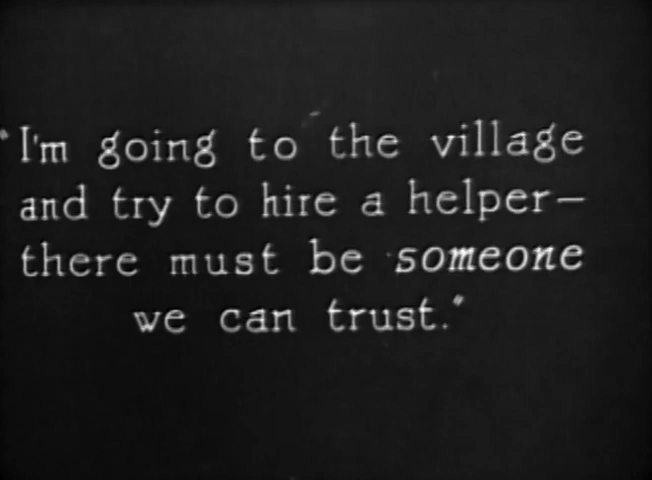 "I'm going to the village
and try to hire a helper—
there must be someone
we can trust."